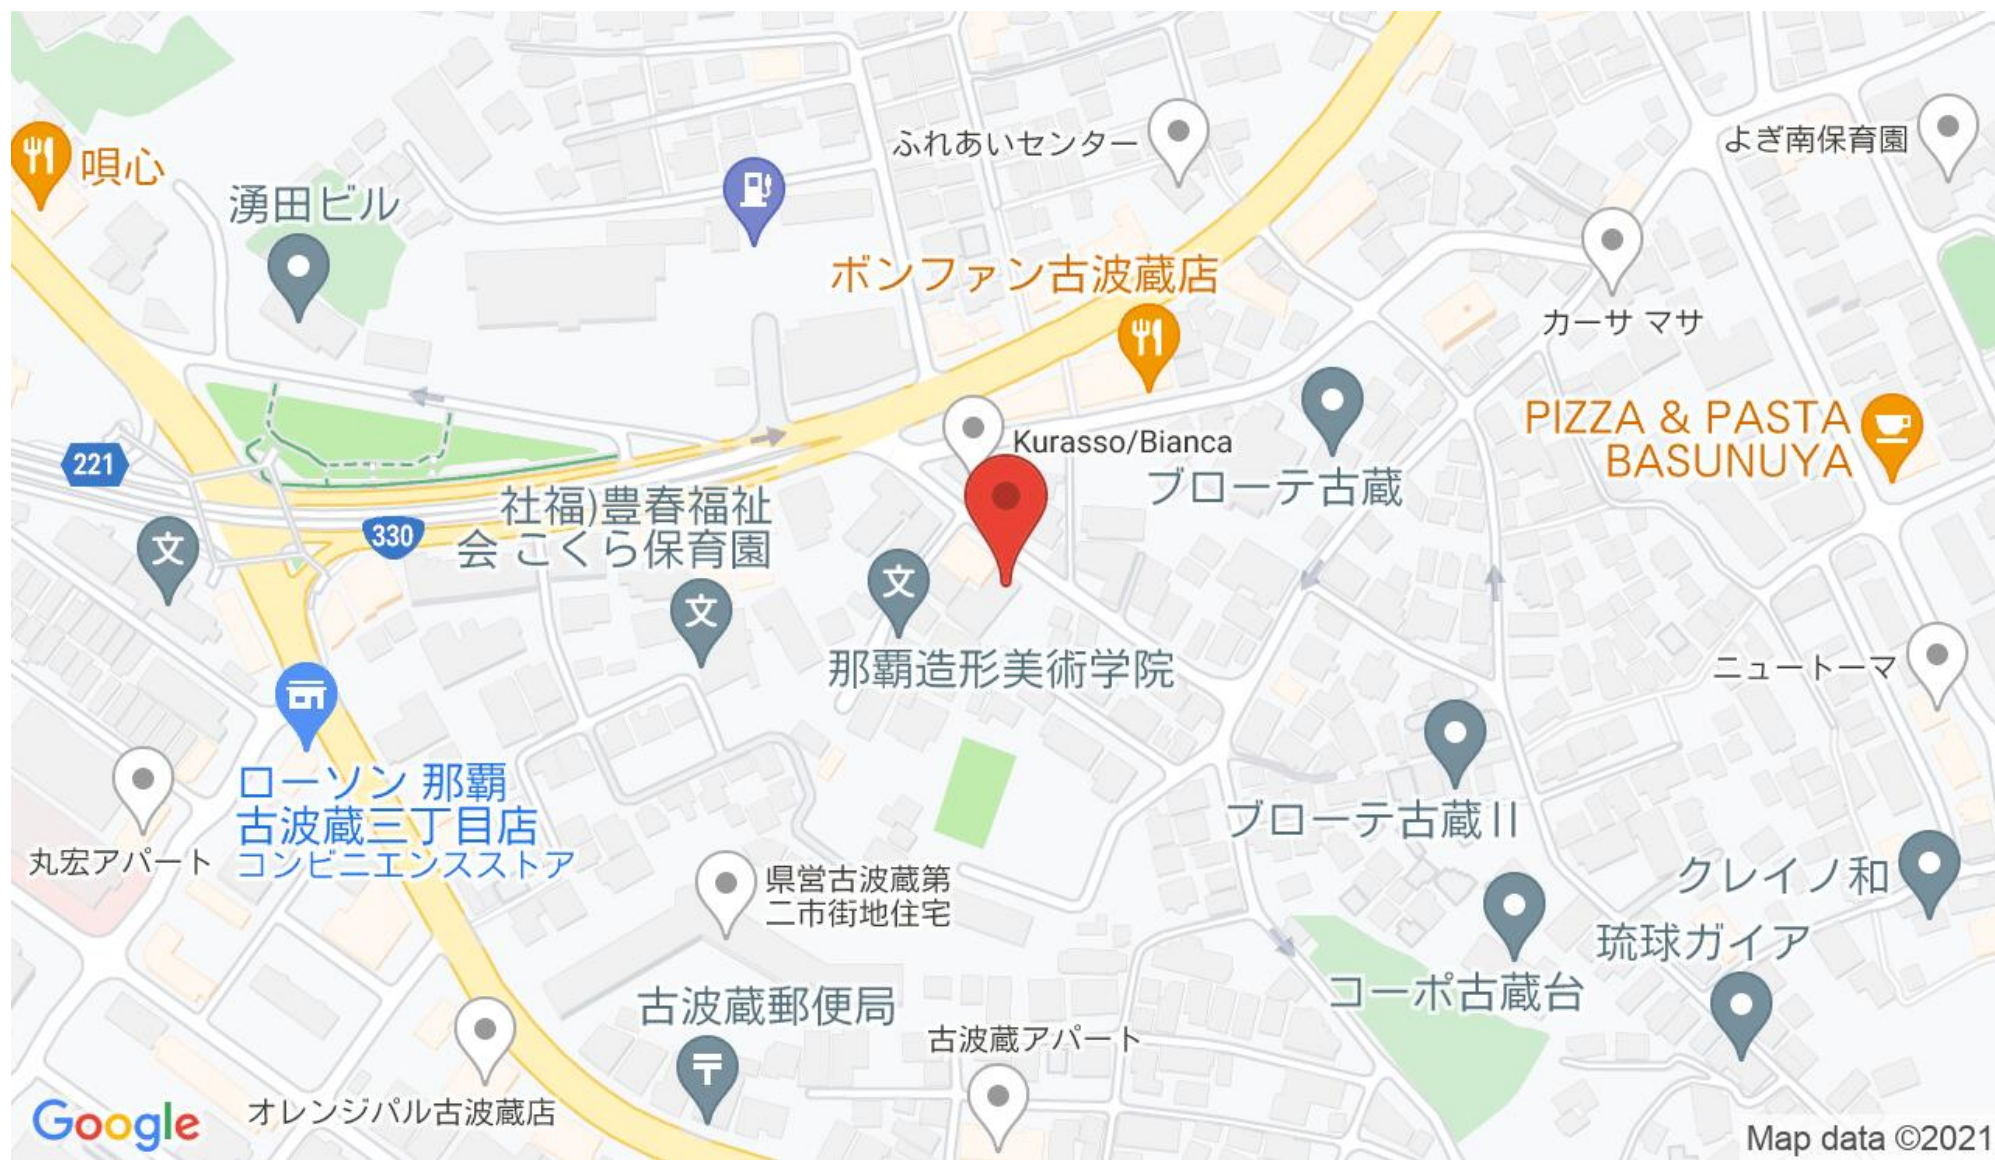 ふれあいセンター
よぎ南保育園
唄心
湧田ビル
ボンファン古波蔵店
カーサ マサ
PIZZA & PASTA
BASUNUYA
Kurasso/Bianca
221
ブローテ古蔵
社福)豊春福祉
会 こくら保育園
330
文
文
文
那覇造形美術学院
ニュートーマ
ローソン 那覇
古波蔵三丁目店
コンビニエンスストア
ブローテ古蔵II
丸宏アパート
県営古波蔵第
二市街地住宅
クレイノ和
琉球ガイア
コーポ古蔵台
古波蔵郵便局
古波蔵アパート
〒
オレンジパル古波蔵店
Google
Map data ©2021